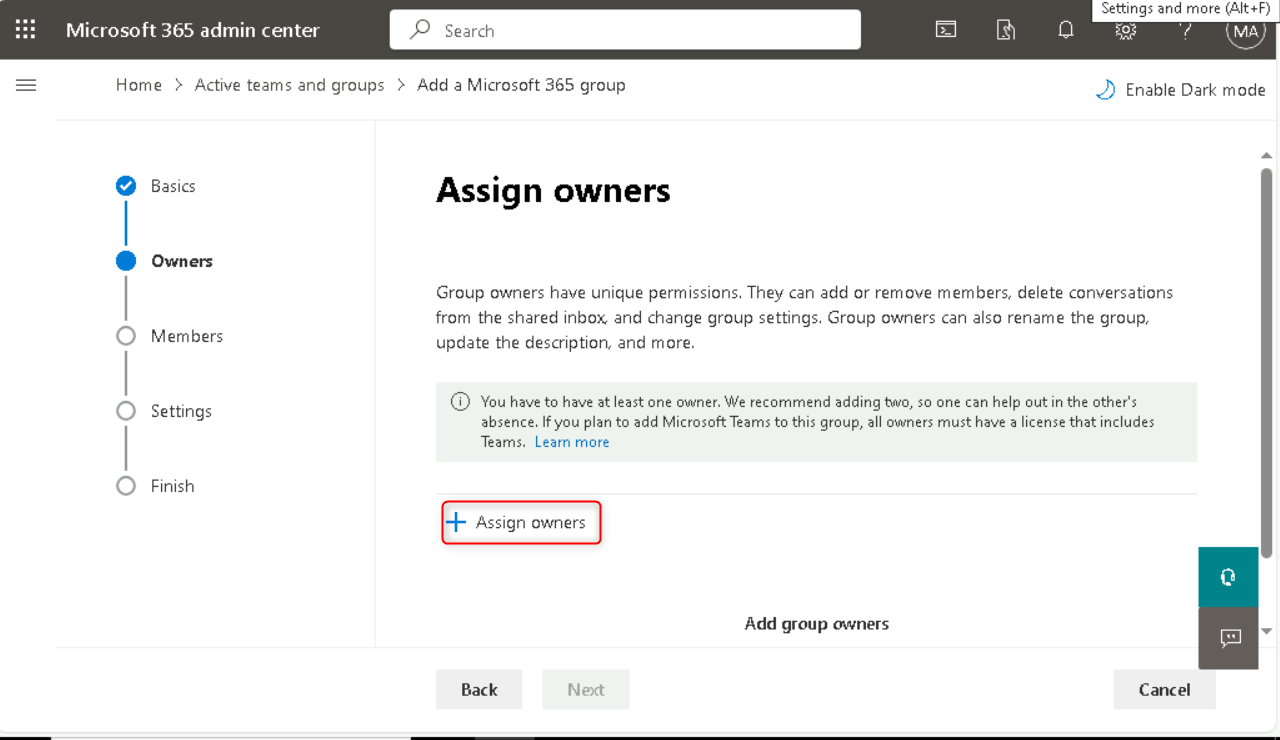 Settings and more (Alt+F)
Microsoft 365 admin center
Search
?
MA
Home > Active teams and groups > Add a Microsoft 365 group
Enable Dark mode
Basics
Owners
Members
Settings
Finish
Assign owners
Group owners have unique permissions. They can add or remove members, delete conversations
from the shared inbox, and change group settings. Group owners can also rename the group,
update the description, and more.
You have to have at least one owner. We recommend adding two, so one can help out in the other's
absence. If you plan to add Microsoft Teams to this group, all owners must have a license that includes
Teams. Learn more
+ Assign owners
Add group owners
Back
Next
Cancel